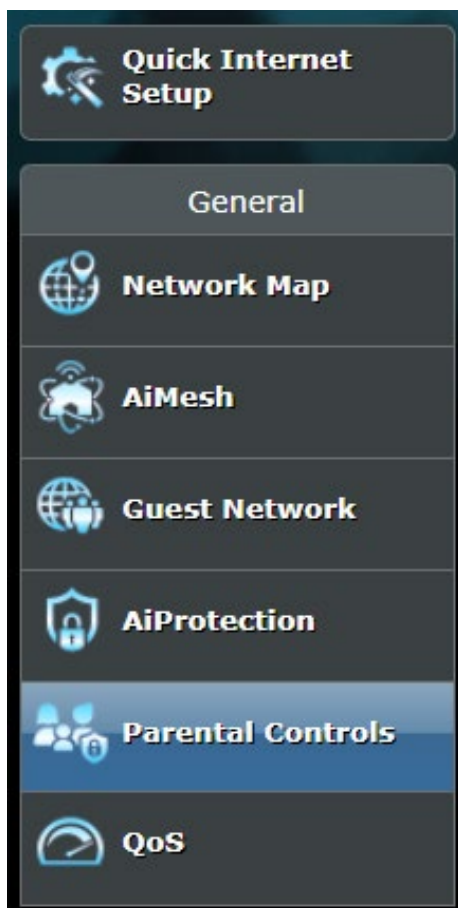 Quick Internet
Setup
General
Network Map
AiMesh
Guest Network
AiProtection
Parental Controls
QoS